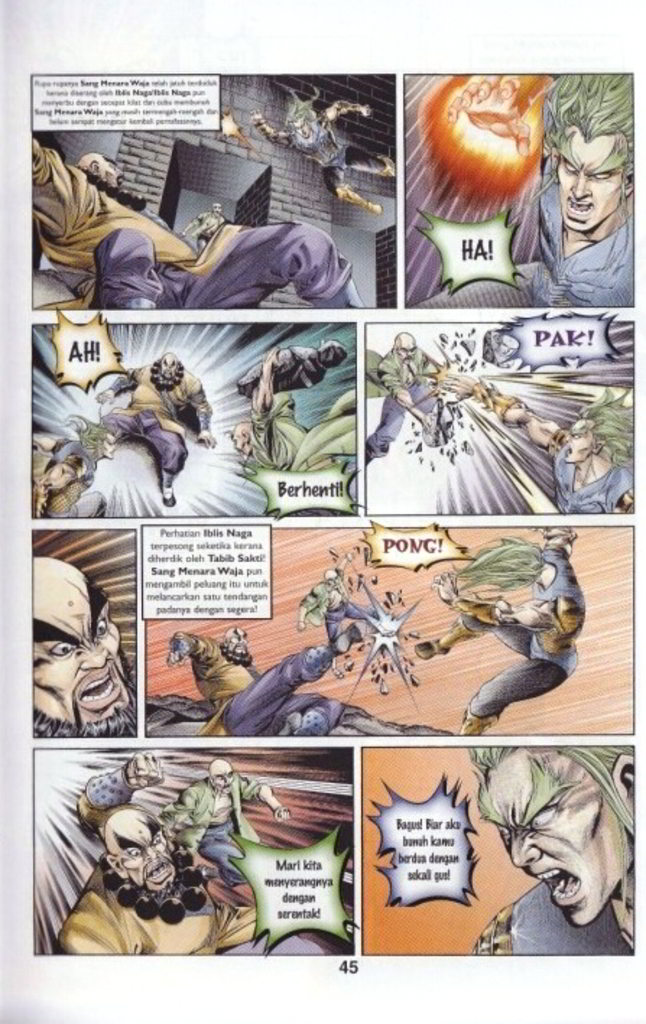 Rupa-rupanya Sang Menara Waja telah jatuh terduduk
kerana diserang oleh Iblis Naga!Iblis Naga pun
menyerbu dengan secepat kilat dan cuba membunuh
Sang Menara Waja yang masih termengah-mengah dan
belum sempat mengatur kembali pernafasannya.
HA!
AH!
Berhenti!
PAK!
Perhatian Iblis Naga
terpesong seketika kerana
diherdik oleh Tabib Sakti!
Sang Menara Waja pun
mengambil peluang itu untuk
melancarkan satu tendangan
padanya dengan segera!
PONG!
Mari kita
menyerangnya
dengan
serentak!
Bagus! Biar aku
bunuh kamu
berdua dengan
sekali gus!
45